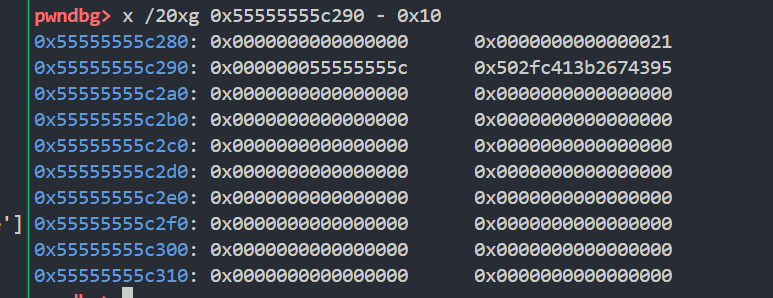 pwndbg> x /20xg 0x55555555c290 - 0x10
0x55555555c280: 0x0000000000000000 0x0000000000000021
0x55555555c290: 0x000000055555555c 0x502fc413b2674395
0x55555555c2a0: 0x0000000000000000 0x0000000000000000
0x55555555c2b0: 0x0000000000000000 0x0000000000000000
0x55555555c2c0: 0x0000000000000000 0x0000000000000000
0x55555555c2d0: 0x0000000000000000 0x0000000000000000
0x55555555c2e0: 0x0000000000000000 0x0000000000000000
'] 0x55555555c2f0: 0x0000000000000000 0x0000000000000000
0x55555555c300: 0x0000000000000000 0x0000000000000000
0x55555555c310: 0x0000000000000000 0x0000000000000000
pwndbg>